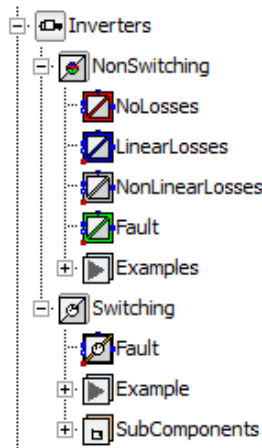 Inverters
NonSwitching
NoLosses
LinearLosses
NonLinearLosses
Fault
Examples
Switching
Fault
Example
SubComponents